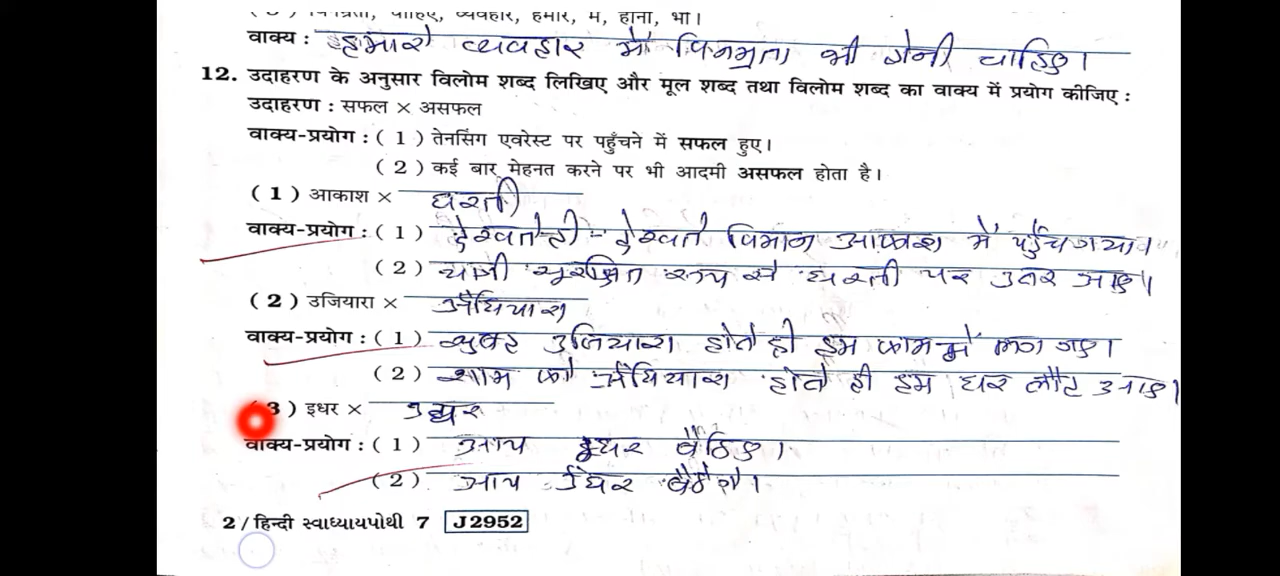 वाक्य : हमारे व्यवहार में विनम्रता भी होनी चाहिए।
12. उदाहरण के अनुसार विलोम शब्द लिखिए और मूल शब्द तथा विलोम शब्द का वाक्य में प्रयोग कीजिए :
उदाहरण : सफल × असफल
वाक्य-प्रयोग : ( 1 ) तेनसिंग एवरेस्ट पर पहुँचने में सफल हुए।
( 2 ) कई बार मेहनत करने पर भी आदमी असफल होता है।
( 1 ) आकाश × धरती
वाक्य-प्रयोग : ( 1 ) देखते ही - देखते विमान आकाश में पहुँच गया
( 2 ) यात्री सुरक्षित रूप से धरती पर उतर आए।
( 2 ) उजियारा × अँधियारा
वाक्य-प्रयोग : ( 1 ) सुबह उजियारा होते ही हम काम में लग गए।
( 2 ) शाम को अँधियारा होते ही हम घर लौट आए।
3 ) इधर × उधर
वाक्य-प्रयोग : ( 1 ) आप इधर बैठिए।
( 2 ) आप उधर बैठेंगे।
2 / हिन्दी स्वाध्यायपोथी 7 J2952